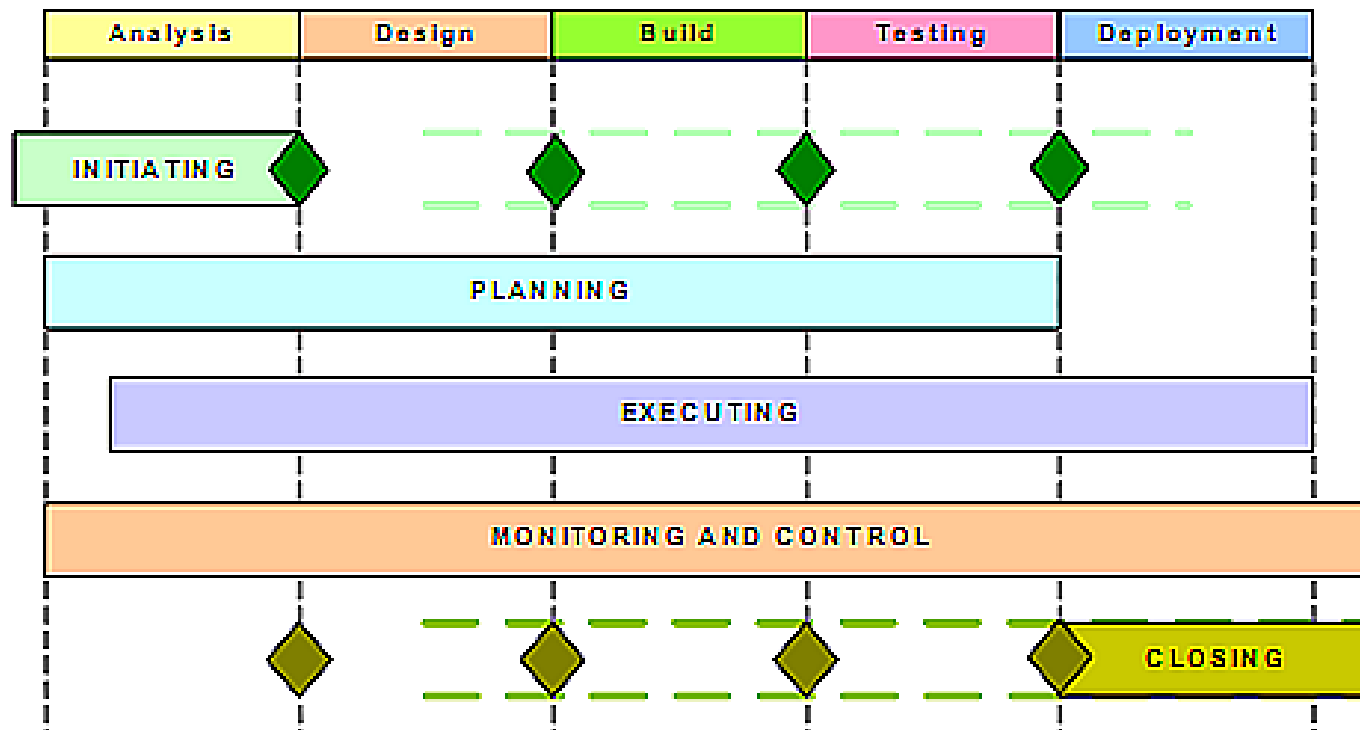 Analysis Design Build Testing Deployment
INITIATING
PLANNING
EXECUTING
MONITORING AND CONTROL
CLOSING